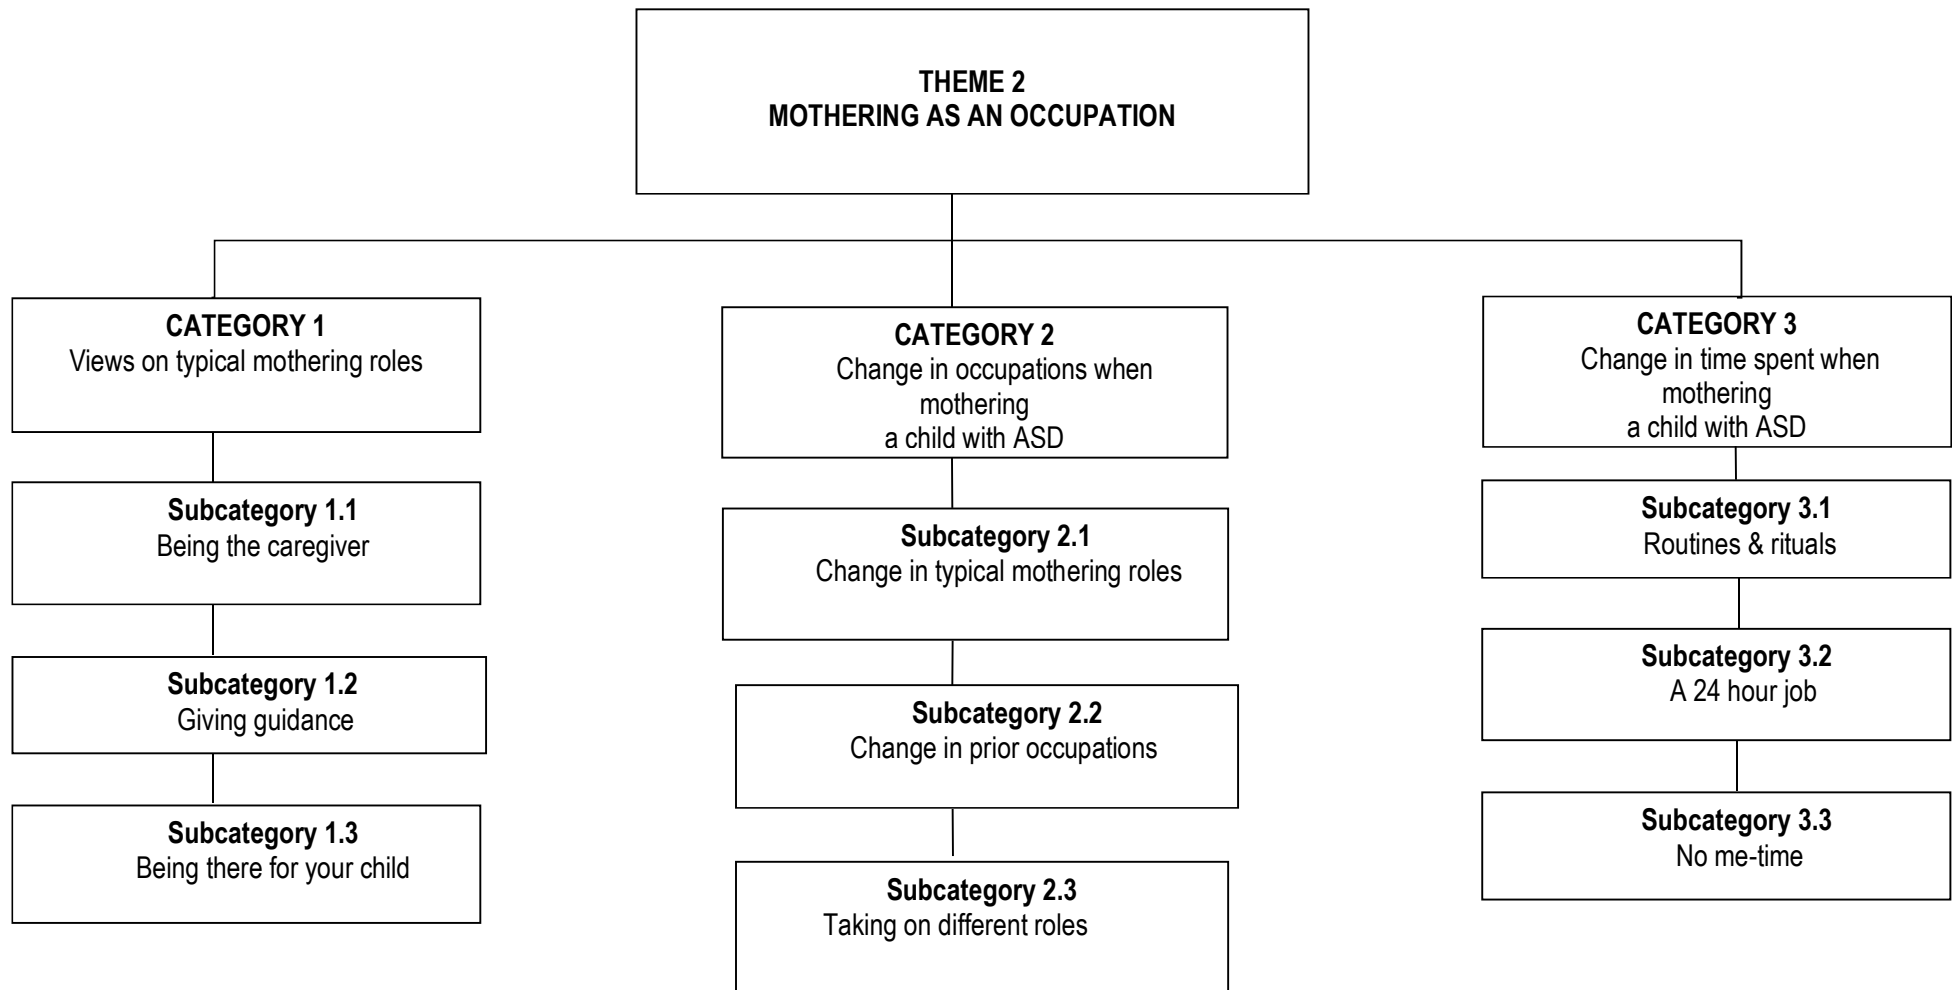 THEME 2
MOTHERING AS AN OCCUPATION
CATEGORY 1
Views on typical mothering roles
Subcategory 1.1
Being the caregiver
Subcategory 1.2
Giving guidance
Subcategory 1.3
Being there for your child
CATEGORY 2
Change in occupations when
mothering
a child with ASD
Subcategory 2.1
Change in typical mothering roles
Subcategory 2.2
Change in prior occupations
Subcategory 2.3
Taking on different roles
CATEGORY 3
Change in time spent when
mothering
a child with ASD
Subcategory 3.1
Routines & rituals
Subcategory 3.2
A 24 hour job
Subcategory 3.3
No me-time